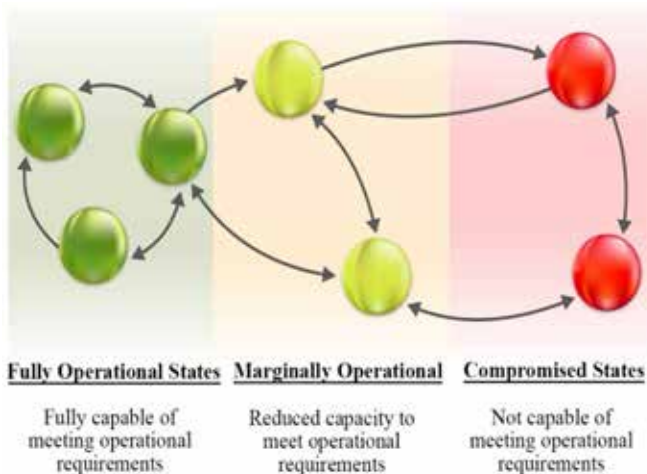 Fully Operational States
Marginally Operational
Compromised States
Fully capable of
meeting operational
requirements
Reduced capacity to
meet operational
requirements
Not capable of
meeting operational
requirements